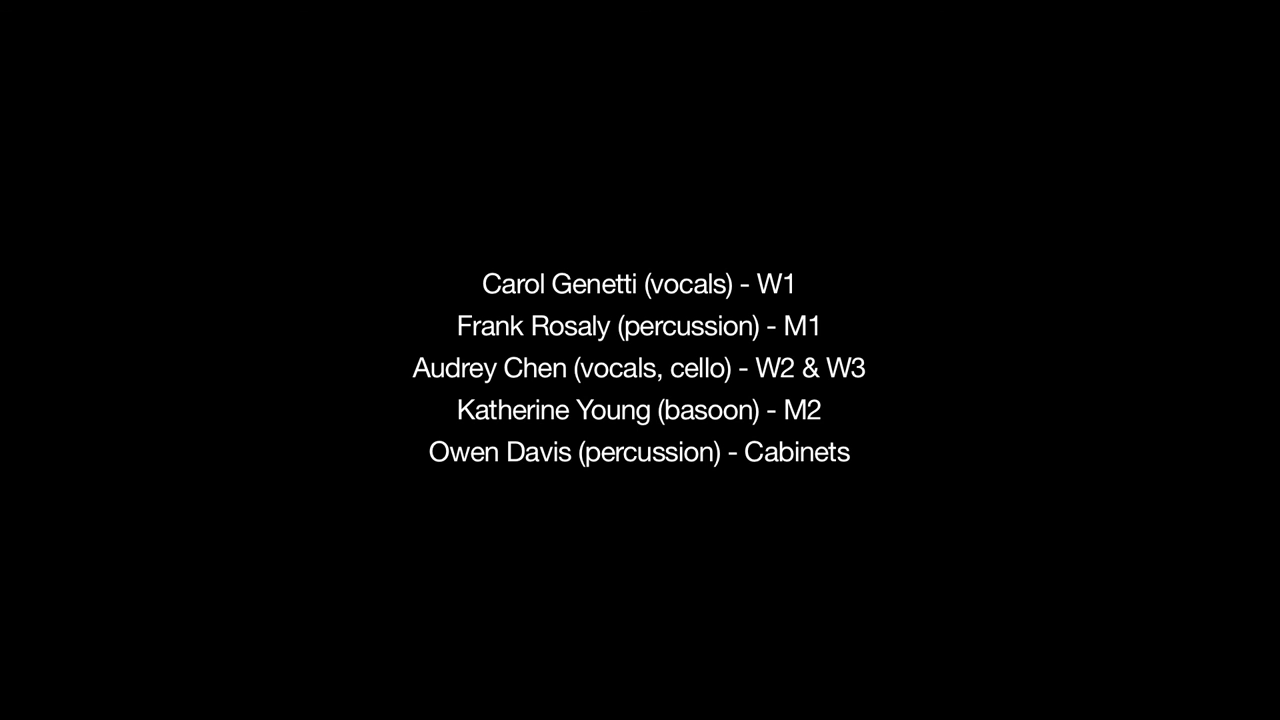 Carol Genetti (vocals) - W1
Frank Rosaly (percussion) - M1
Audrey Chen (vocals, cello) - W2 & W3
Katherine Young (basoon) - M2
Owen Davis (percussion) - Cabinets